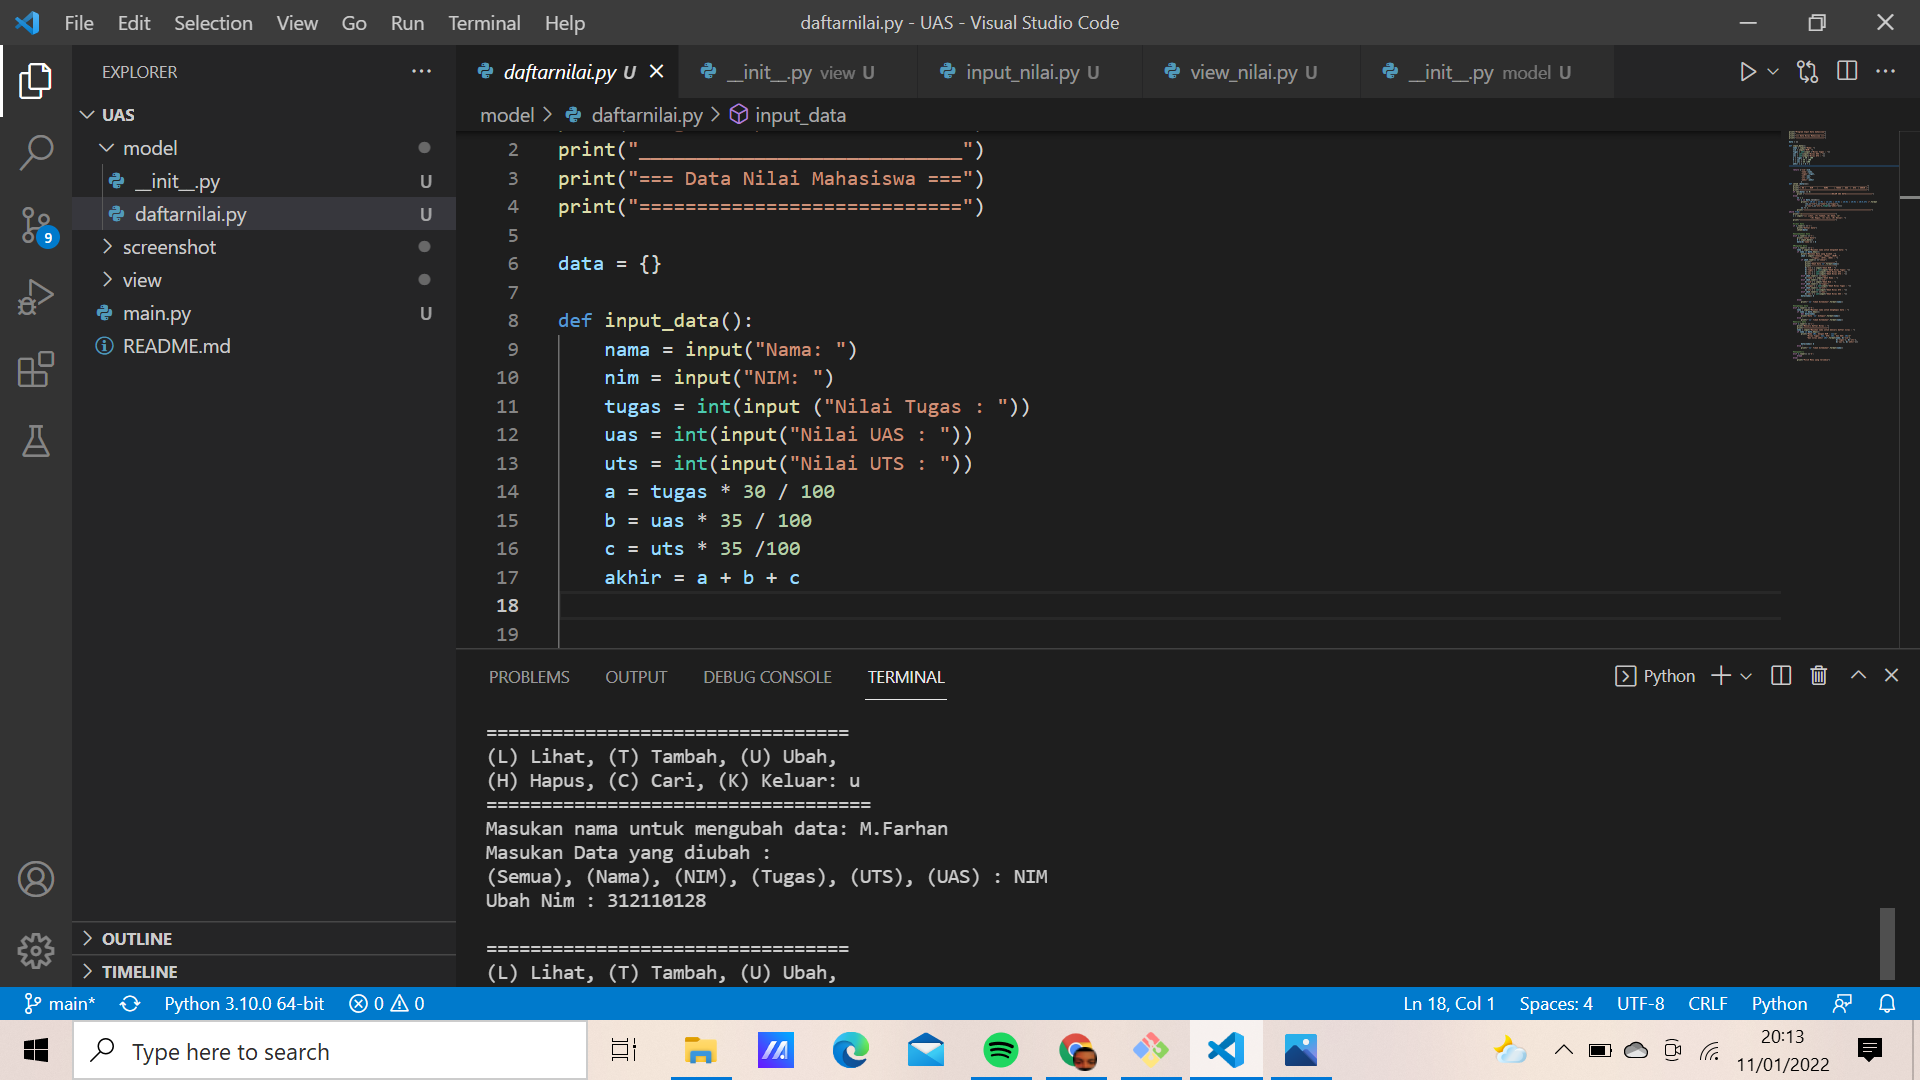 File Edit Selection View Go Run Terminal Help
daftarnilai.py - UAS - Visual Studio Code
EXPLORER
UAS
model
__init__.py U
daftarnilai.py U
screenshot
view
main.py U
README.md
OUTLINE
TIMELINE
9
daftarnilai.py U
__init__.py view U
input_nilai.py U
view_nilai.py U
__init__.py model U
model > daftarnilai.py > input_data
2 print("____________________________")
3 print("=== Data Nilai Mahasiswa ===")
4 print("============================")
5
6 data = {}
7
8 def input_data():
9 nama = input("Nama: ")
10 nim = input("NIM: ")
11 tugas = int(input ("Nilai Tugas : "))
12 uas = int(input("Nilai UAS : "))
13 uts = int(input("Nilai UTS : "))
14 a = tugas * 30 / 100
15 b = uas * 35 / 100
16 c = uts * 35 /100
17 akhir = a + b + c
18
19
PROBLEMS OUTPUT DEBUG CONSOLE TERMINAL
Python
=================================
(L) Lihat, (T) Tambah, (U) Ubah,
(H) Hapus, (C) Cari, (K) Keluar: u
===================================
Masukan nama untuk mengubah data: M.Farhan
Masukan Data yang diubah :
(Semua), (Nama), (NIM), (Tugas), (UTS), (UAS) : NIM
Ubah Nim : 312110128
=================================
(L) Lihat, (T) Tambah, (U) Ubah,
main* Python 3.10.0 64-bit 0 0
Ln 18, Col 1 Spaces: 4 UTF-8 CRLF Python
Type here to search
20:13
11/01/2022